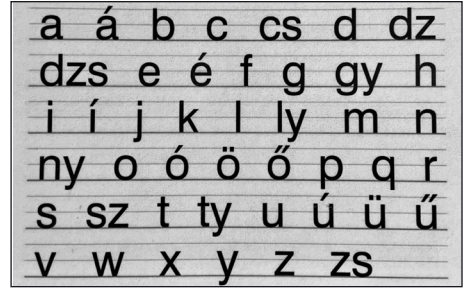 a á b c cs d dz
dzs e é f g gy h
i í j k l ly m n
ny o ó ö ő p q r
s sz t ty u ú ü ű
v w x y z zs